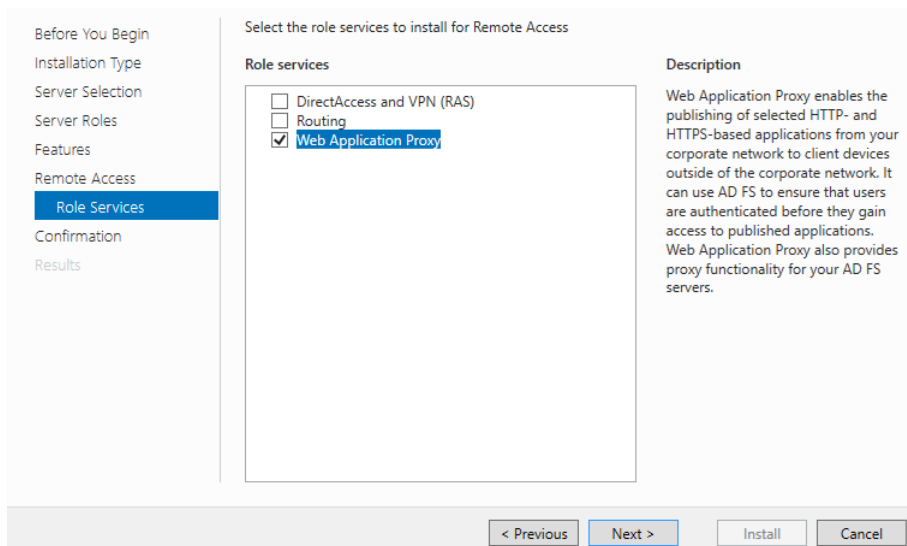 Before You Begin
Installation Type
Server Selection
Server Roles
Features
Remote Access
Role Services
Confirmation
Results
Select the role services to install for Remote Access
Role services
DirectAccess and VPN (RAS)
Routing
Web Application Proxy
Description
Web Application Proxy enables the
publishing of selected HTTP- and
HTTPS-based applications from your
corporate network to client devices
outside of the corporate network. It
can use AD FS to ensure that users
are authenticated before they gain
access to published applications.
Web Application Proxy also provides
proxy functionality for your AD FS
servers.
< Previous
Next >
Install
Cancel